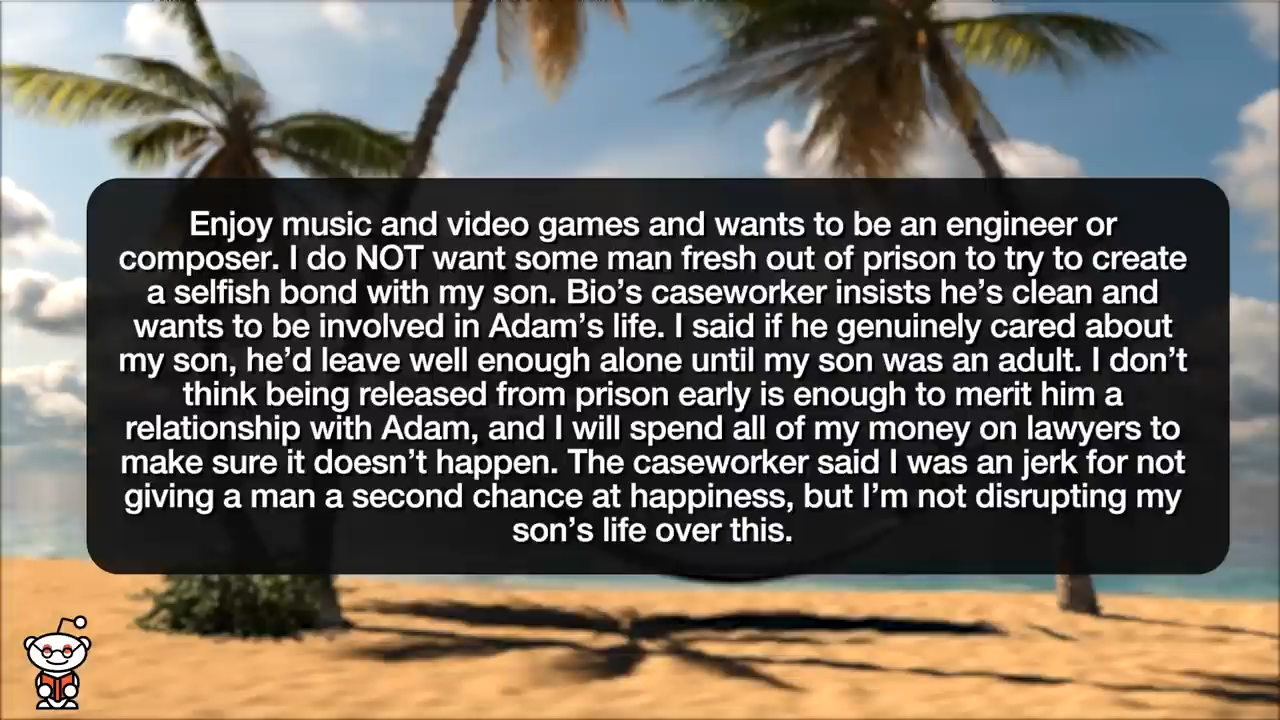 Enjoy music and video games and wants to be an engineer or
composer. I do NOT want some man fresh out of prison to try to create
a selfish bond with my son. Bio’s caseworker insists he’s clean and
wants to be involved in Adam’s life. I said if he genuinely cared about
my son, he’d leave well enough alone until my son was an adult. I don’t
think being released from prison early is enough to merit him a
relationship with Adam, and I will spend all of my money on lawyers to
make sure it doesn’t happen. The caseworker said I was an jerk for not
giving a man a second chance at happiness, but I’m not disrupting my
son’s life over this.